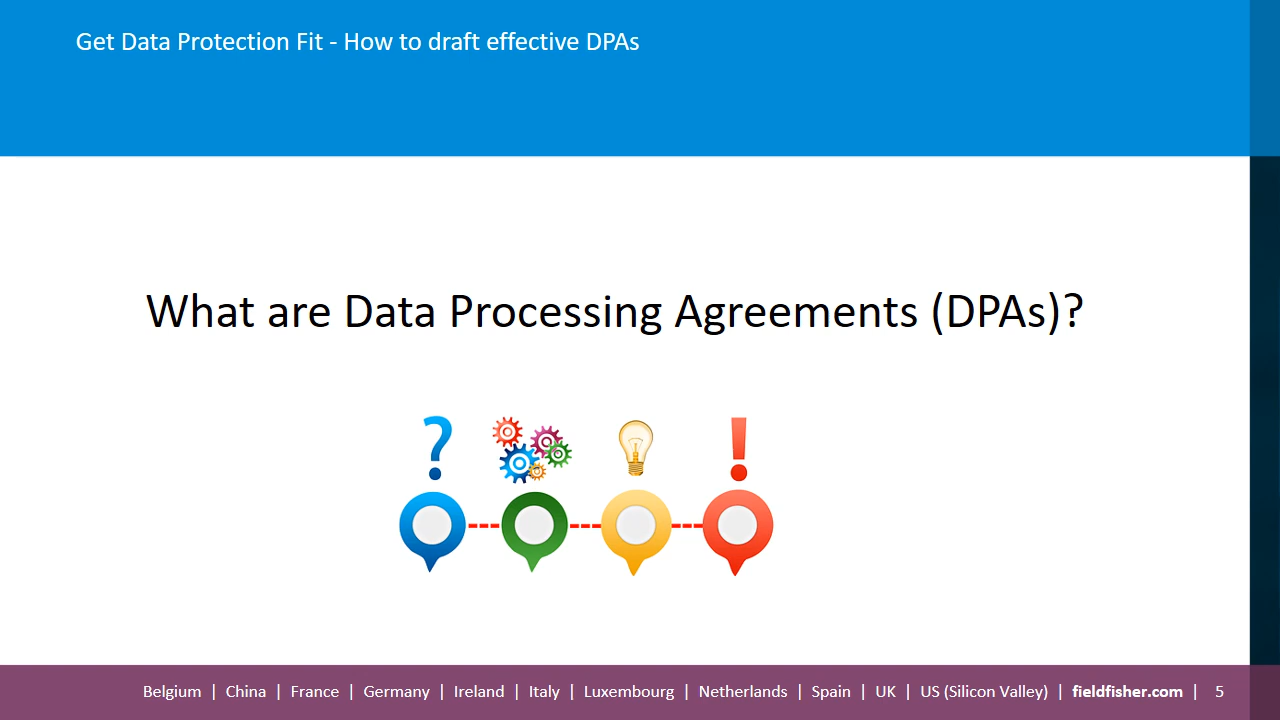 Get Data Protection Fit - How to draft effective DPAs
What are Data Processing Agreements (DPAs)?
? !
Belgium | China | France | Germany | Ireland | Italy | Luxembourg | Netherlands | Spain | UK | US (Silicon Valley) | fieldfisher.com | 5